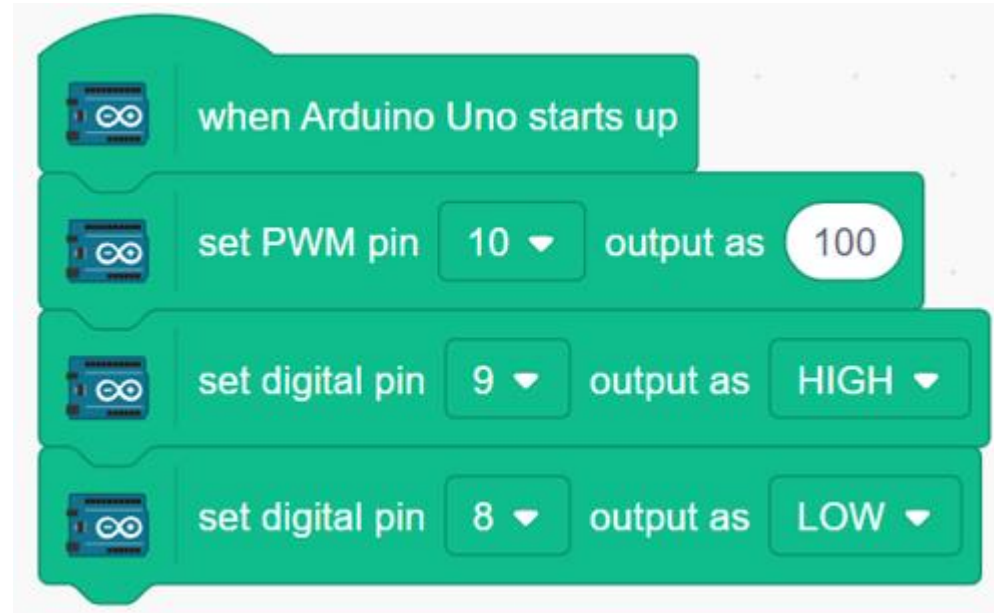 when Arduino Uno starts up
set PWM pin 10 output as 100
set digital pin 9 output as HIGH
set digital pin 8 output as LOW